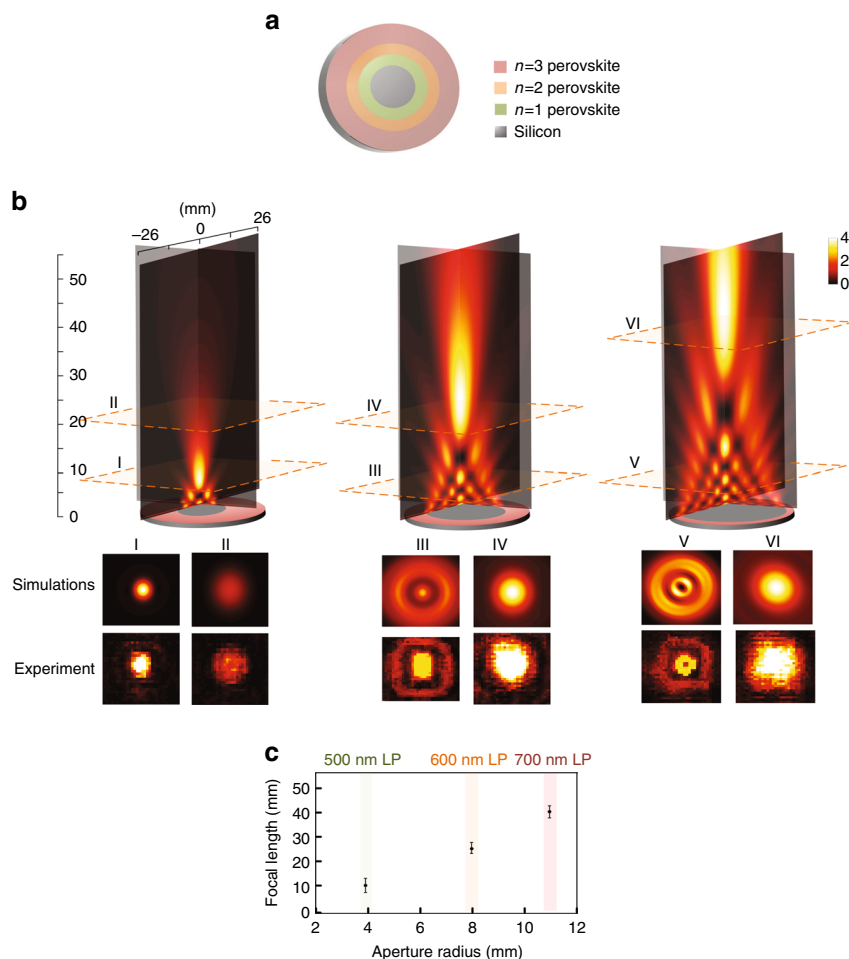 a
n=3 perovskite
n=2 perovskite
n=1 perovskite
Silicon
b
(mm)
−26 0 26
50
40
30
20
10
0
II
I
IV
III
VI
V
4
2
0
I II III IV V VI
Simulations
Experiment
c
500 nm LP 600 nm LP 700 nm LP
Focal length (mm)
50
40
30
20
10
0
2 4 6 8 10 12
Aperture radius (mm)